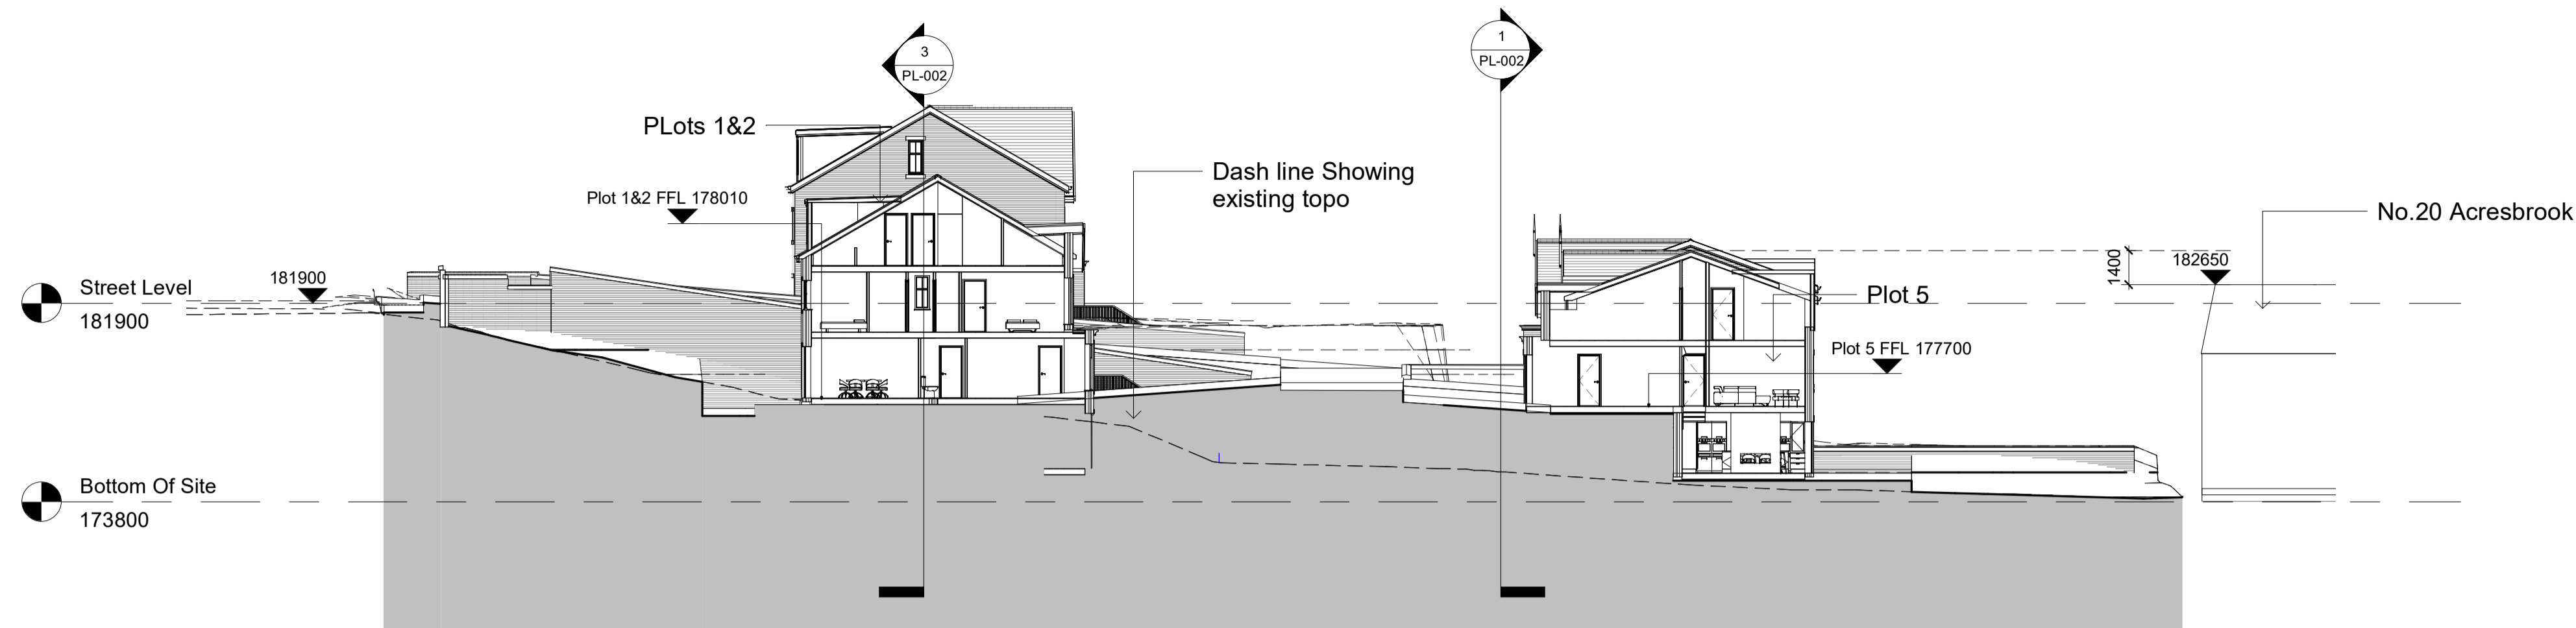 3
PL-002
1
PL-002
PLots 1&2
Dash line Showing
existing topo
Plot 1&2 FFL 178010
No.20 Acresbrook
Street Level
181900
181900
1400
182650
Plot 5
Plot 5 FFL 177700
Bottom Of Site
173800